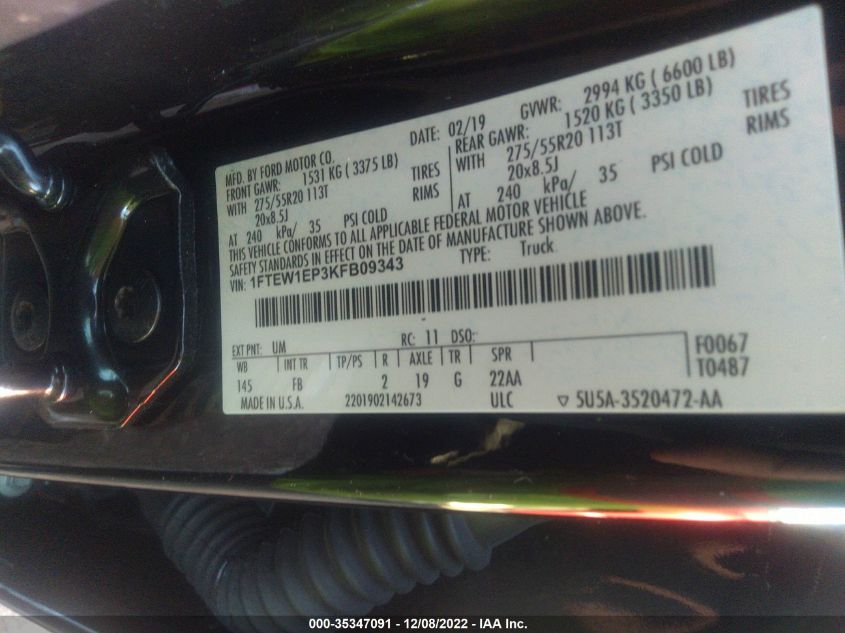 MFD. BY FORD MOTOR CO.
DATE: 02/19 GVWR: 2994 KG ( 6600 LB)
FRONT GAWR: 1531 KG ( 3375 LB) REAR GAWR: 1520 KG ( 3350 LB)
WITH 275/55R20 113T TIRES WITH 275/55R20 113T TIRES
20x8.5J RIMS 20x8.5J RIMS
AT 240 kPa/ 35 PSI COLD AT 240 kPa/ 35 PSI COLD
THIS VEHICLE CONFORMS TO ALL APPLICABLE FEDERAL MOTOR VEHICLE
SAFETY STANDARDS IN EFFECT ON THE DATE OF MANUFACTURE SHOWN ABOVE.
VIN: 1FTEW1EP3KFB09343 TYPE: Truck
EXT PNT: UM RC: 11 DSO: F0067
WB INT TR TP/PS R AXLE TR SPR T0487
145 FB 2 19 G 22AA
MADE IN U.S.A. 2201902142673 ULC ▽ 5U5A-3520472-AA
000-35347091 - 12/08/2022 - IAA Inc.